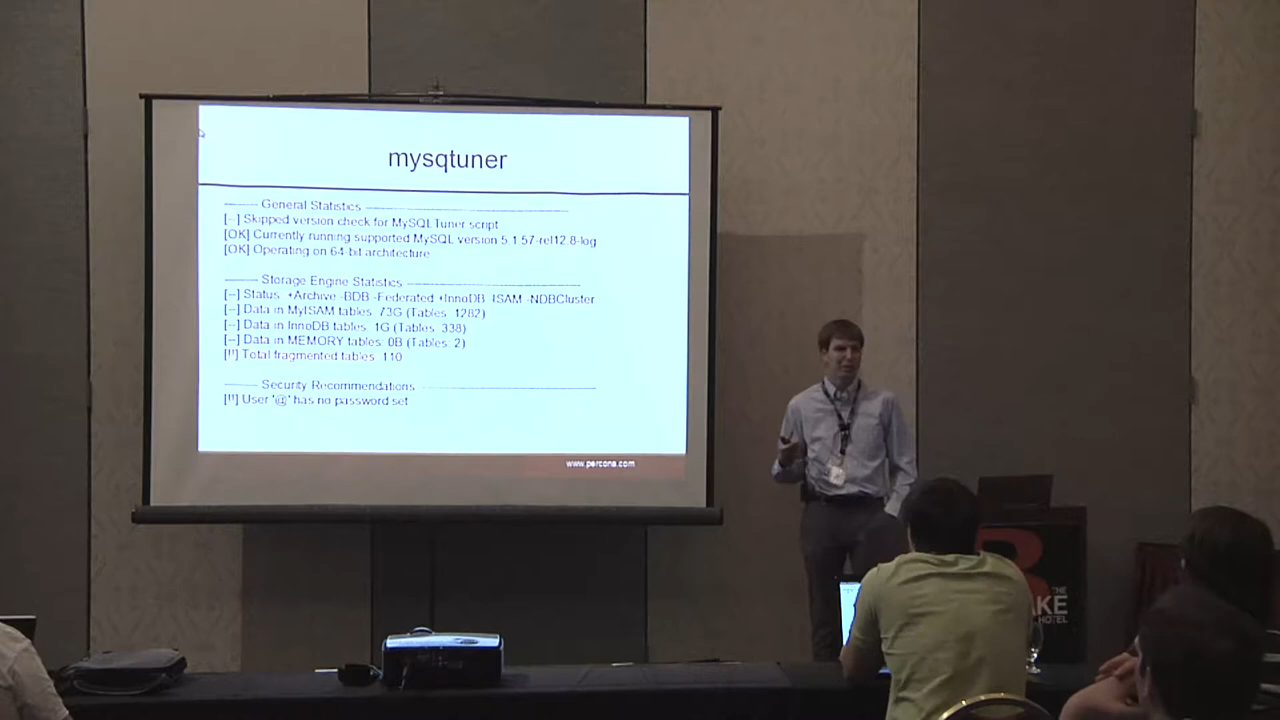 mysqtuner
------- General Statistics --------------------------------------------------
[--] Skipped version check for MySQLTuner script
[OK] Currently running supported MySQL version 5.1.57-rel12.8-log
[OK] Operating on 64-bit architecture
------- Storage Engine Statistics -------------------------------------------
[--] Status: +Archive -BDB -Federated +InnoDB -ISAM -NDBCluster
[--] Data in MyISAM tables: 73G (Tables: 1282)
[--] Data in InnoDB tables: 1G (Tables: 338)
[--] Data in MEMORY tables: 0B (Tables: 2)
[!!] Total fragmented tables: 110
------- Security Recommendations -------------------------------------------
[!!] User '@' has no password set
www.percona.com
THE
AKE
HOTEL